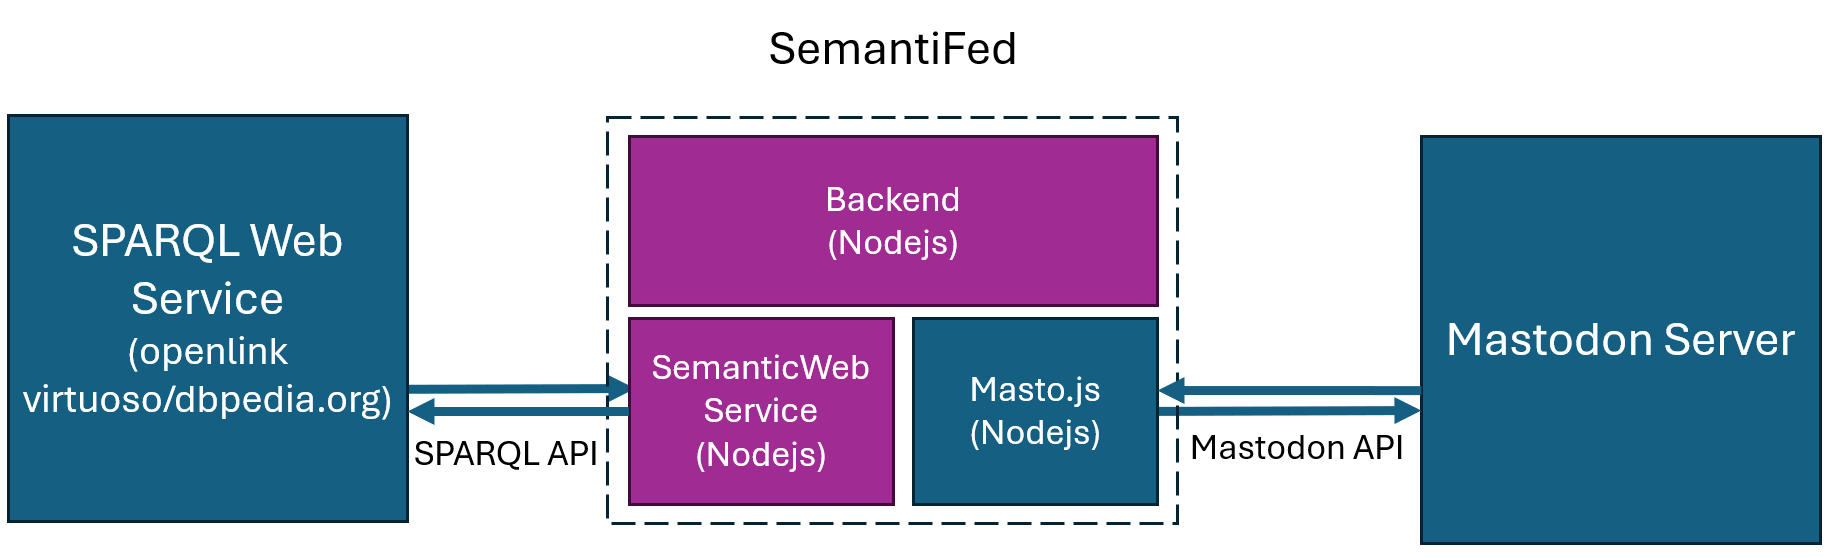 SemantiFed
SPARQL Web
Service
(openlink
virtuoso/dbpedia.org)
SPARQL API
Backend
(Nodejs)
SemanticWeb
Service
(Nodejs)
Masto.js
(Nodejs)
Mastodon API
Mastodon Server